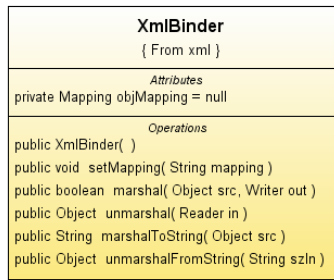 XmlBinder
{ From xml }
Attributes
private Mapping objMapping = null
Operations
public XmlBinder( )
public void setMapping( String mapping )
public boolean marshal( Object src, Writer out )
public Object unmarshal( Reader in )
public String marshalToString( Object src )
public Object unmarshalFromString( String szIn )